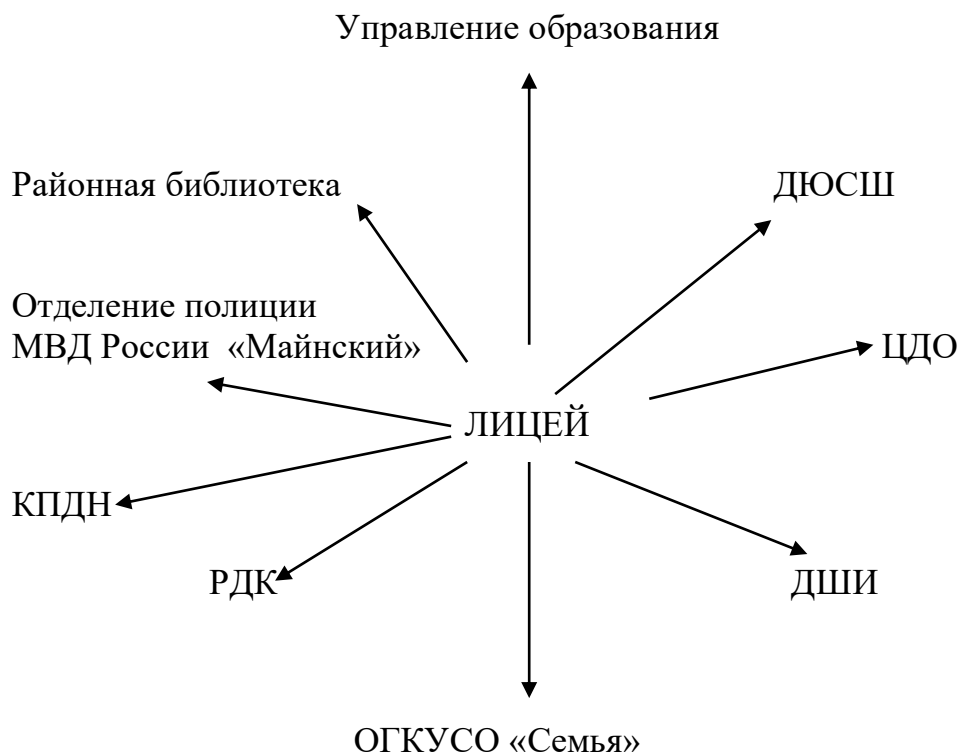 Управление образования
Районная библиотека
ДЮСШ
Отделение полиции
МВД России «Майнский»
ЦДО
ЛИЦЕЙ
КПДН
РДК
ДШИ
ОГКУСО «Семья»